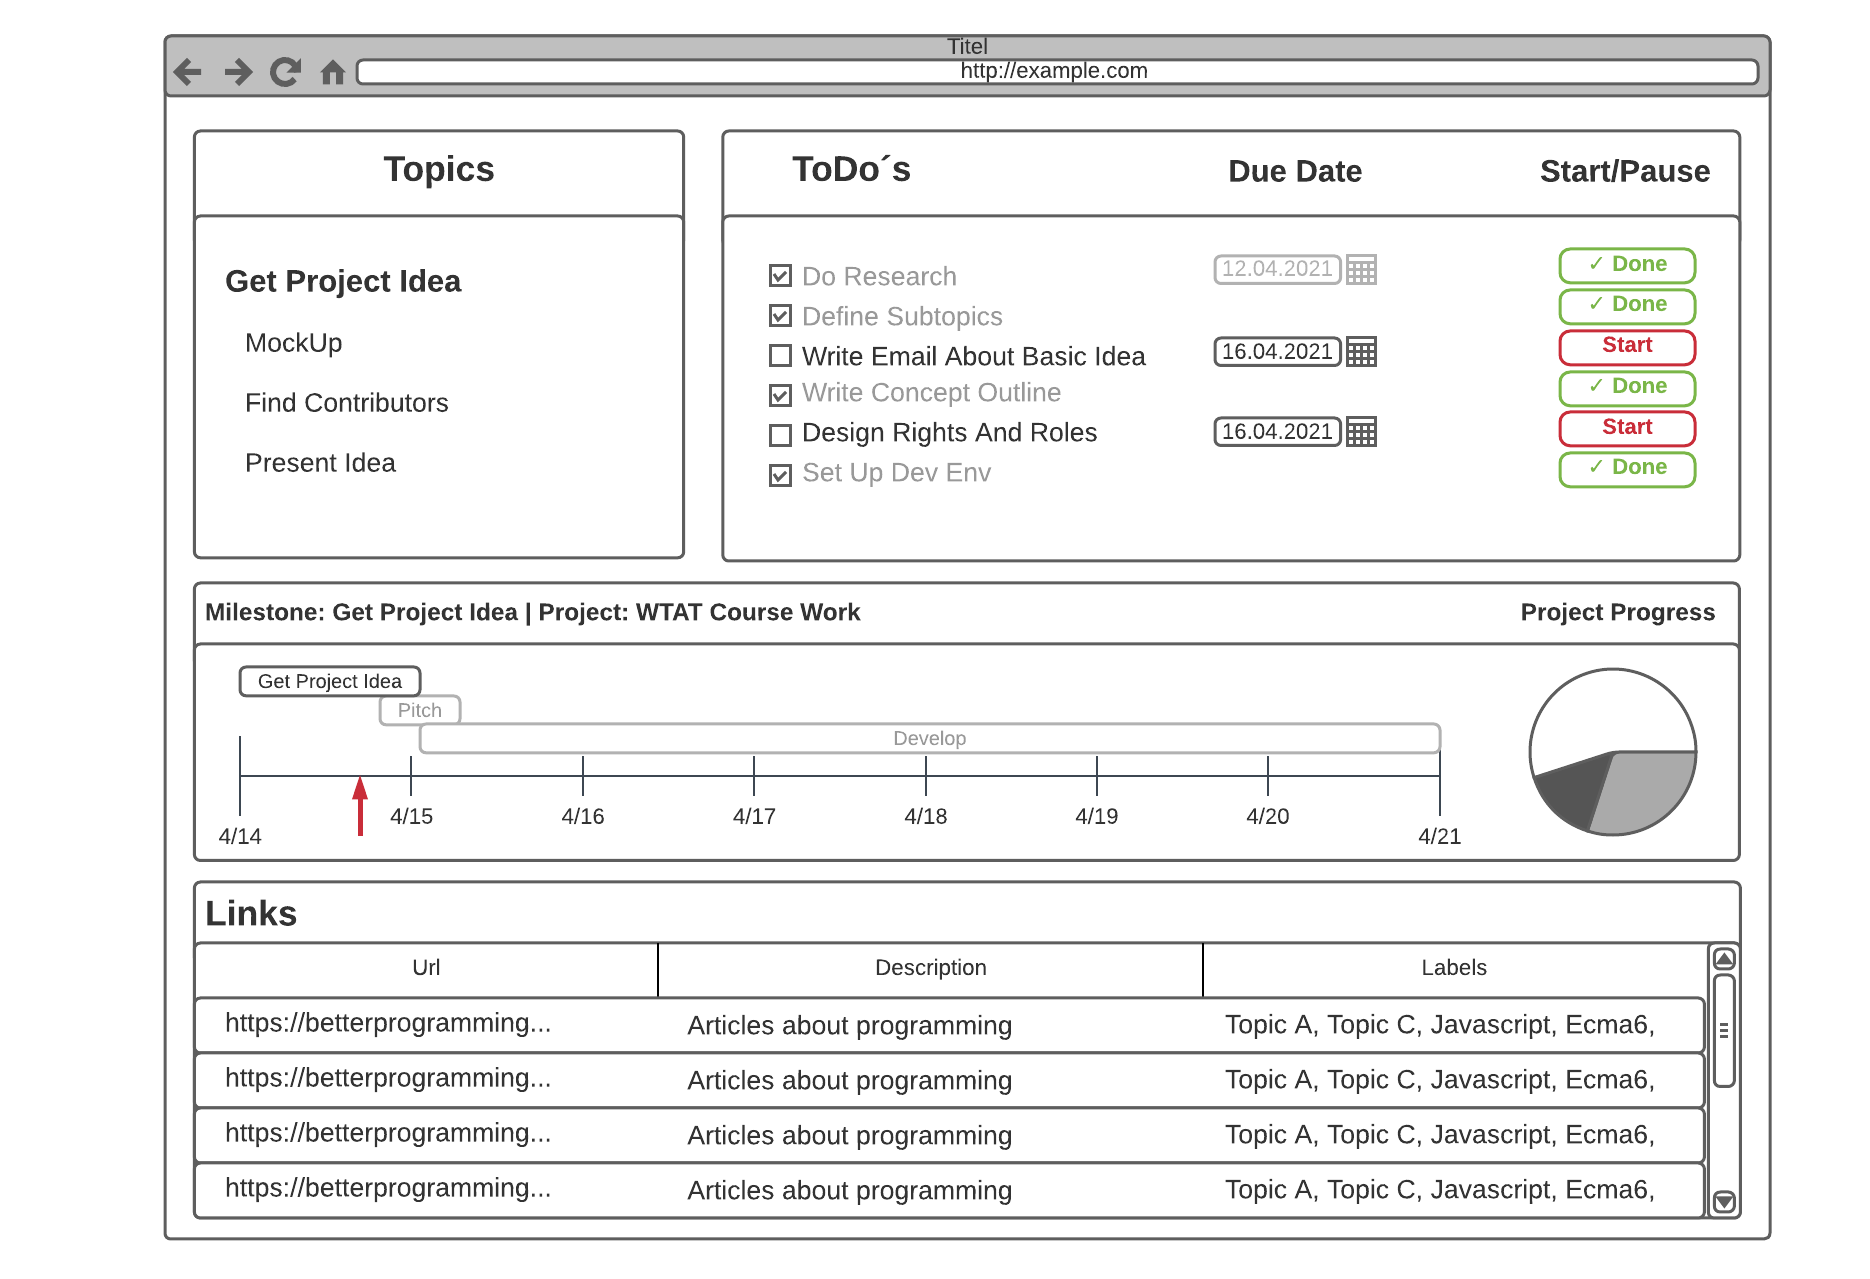 Titel
http://example.com
Topics
Get Project Idea
MockUp
Find Contributors
Present Idea
ToDo´s Due Date Start/Pause
Do Research 12.04.2021 ✓ Done
Define Subtopics ✓ Done
Write Email About Basic Idea 16.04.2021 Start
Write Concept Outline ✓ Done
Design Rights And Roles 16.04.2021 Start
Set Up Dev Env ✓ Done
Milestone: Get Project Idea | Project: WTAT Course Work Project Progress
Get Project Idea
Pitch
Develop
4/14 4/15 4/16 4/17 4/18 4/19 4/20 4/21
Links
Url Description Labels
https://betterprogramming... Articles about programming Topic A, Topic C, Javascript, Ecma6,
https://betterprogramming... Articles about programming Topic A, Topic C, Javascript, Ecma6,
https://betterprogramming... Articles about programming Topic A, Topic C, Javascript, Ecma6,
https://betterprogramming... Articles about programming Topic A, Topic C, Javascript, Ecma6,